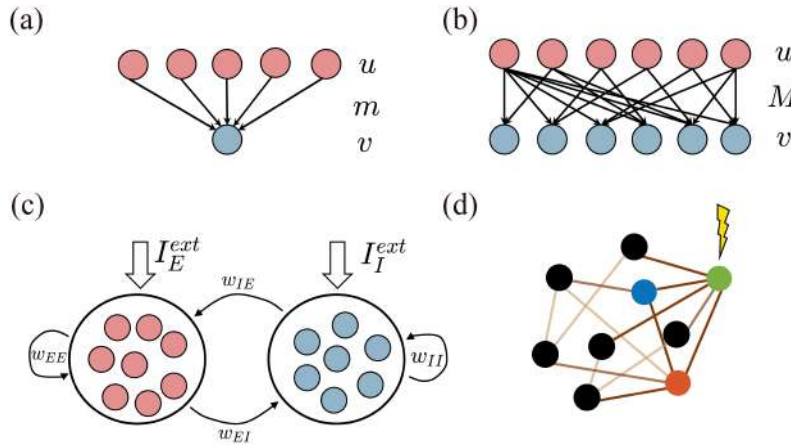 (a)
u
m
v
(b)
u
M
v
(c)
I_E^{ext}
I_I^{ext}
w_{IE}
w_{EE}
w_{II}
w_{EI}
(d)